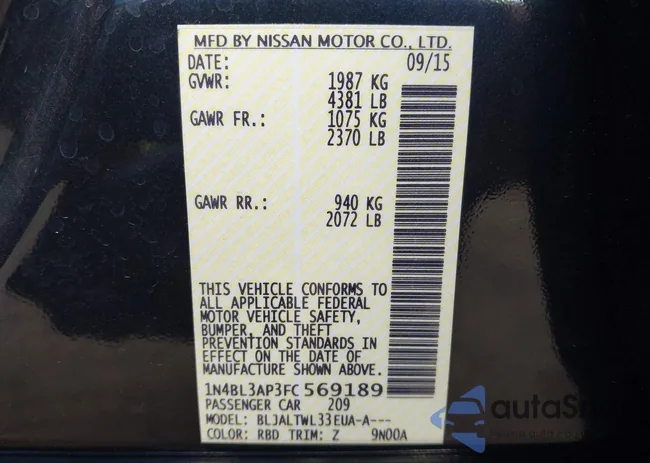 MFD BY NISSAN MOTOR CO., LTD.
DATE: 09/15
GVWR: 1987 KG
4381 LB
GAWR FR.: 1075 KG
2370 LB
GAWR RR.: 940 KG
2072 LB
THIS VEHICLE CONFORMS TO
ALL APPLICABLE FEDERAL
MOTOR VEHICLE SAFETY,
BUMPER, AND THEFT
PREVENTION STANDARDS IN
EFFECT ON THE DATE OF
MANUFACTURE SHOWN ABOVE.
1N4BL3AP3FC569189
PASSENGER CAR 209
MODEL: BLJALTWL33EUA-A---
COLOR: RBD TRIM: Z 9N00A